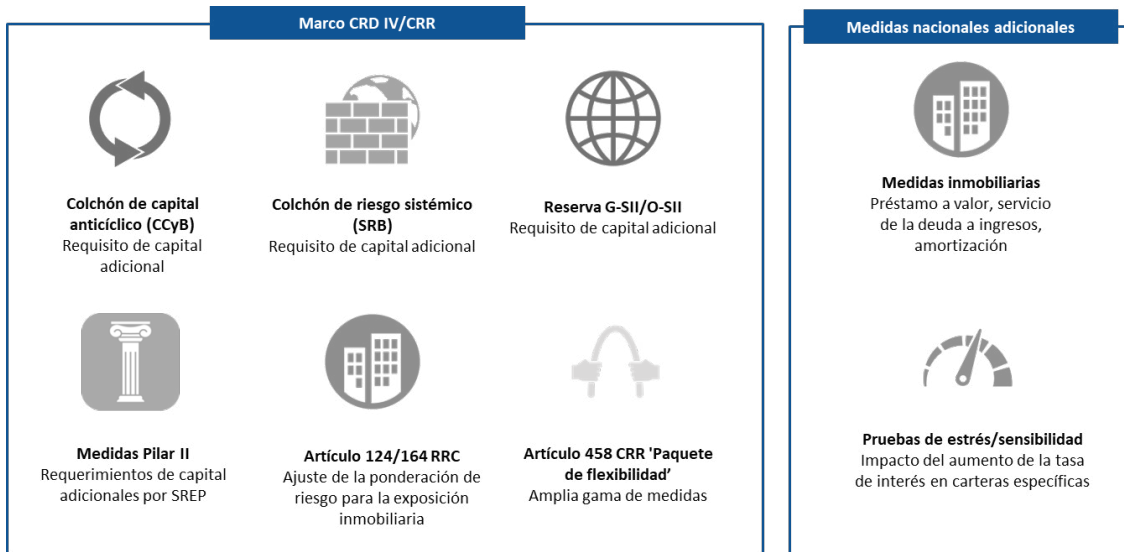 Marco CRD IV/CRR
Medidas nacionales adicionales
Colchón de capital
anticíclico (CCyB)
Requisito de capital
adicional
Colchón de riesgo sistémico
(SRB)
Requisito de capital adicional
Reserva G-SII/O-SII
Requisito de capital adicional
Medidas inmobiliarias
Préstamo a valor, servicio
de la deuda a ingresos,
amortización
Medidas Pilar II
Requerimientos de capital
adicionales por SREP
Artículo 124/164 RRC
Ajuste de la ponderación de
riesgo para la exposición
inmobiliaria
Artículo 458 CRR 'Paquete
de flexibilidad’
Amplia gama de medidas
Pruebas de estrés/sensibilidad
Impacto del aumento de la tasa
de interés en carteras específicas